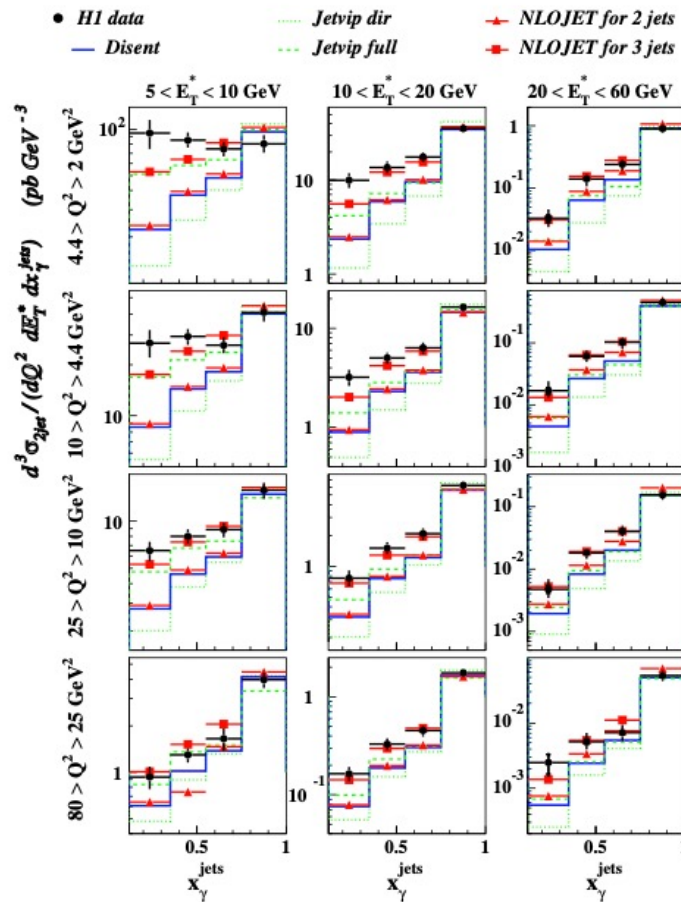 H1 data Jetvip dir NLOJET for 2 jets
Disent Jetvip full NLOJET for 3 jets
5 < E*T < 10 GeV 10 < E*T < 20 GeV 20 < E*T < 60 GeV
d³σ2jet/(dQ² dE*T dxγjets) (pb GeV⁻³)
4.4 > Q² > 2 GeV²
10² 10 1 1 10⁻¹ 10⁻²
10 > Q² > 4.4 GeV²
10 10 1 10⁻¹ 10⁻² 10⁻³
25 > Q² > 10 GeV²
10 1 10⁻¹ 10⁻² 10⁻³
80 > Q² > 25 GeV²
1 1 10⁻¹ 10⁻² 10⁻³
0.5 1 0.5 1 0.5 1
xγjets xγjets xγjets